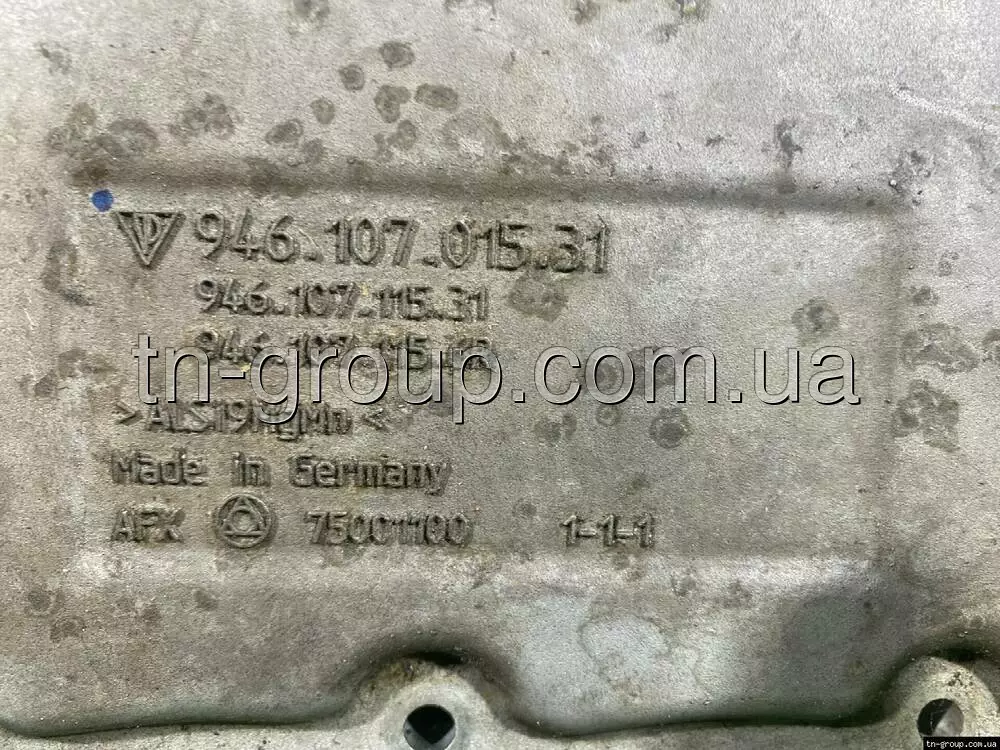 946.107.015.31
946.107.115.31
tn-group.com.ua
Made in Germany
AFK 75001100 1-1-1
tn-group.com.ua